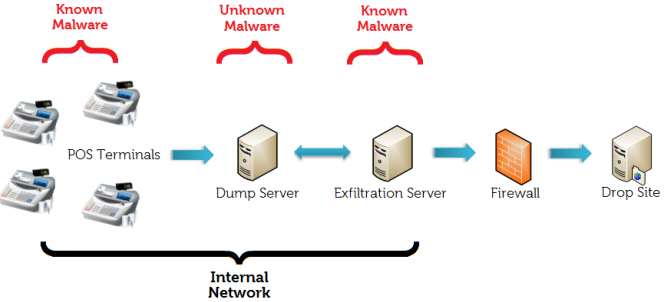 Known
Malware
Unknown
Malware
Known
Malware
POS Terminals
Dump Server
Exfiltration Server
Firewall
Drop Site
Internal
Network